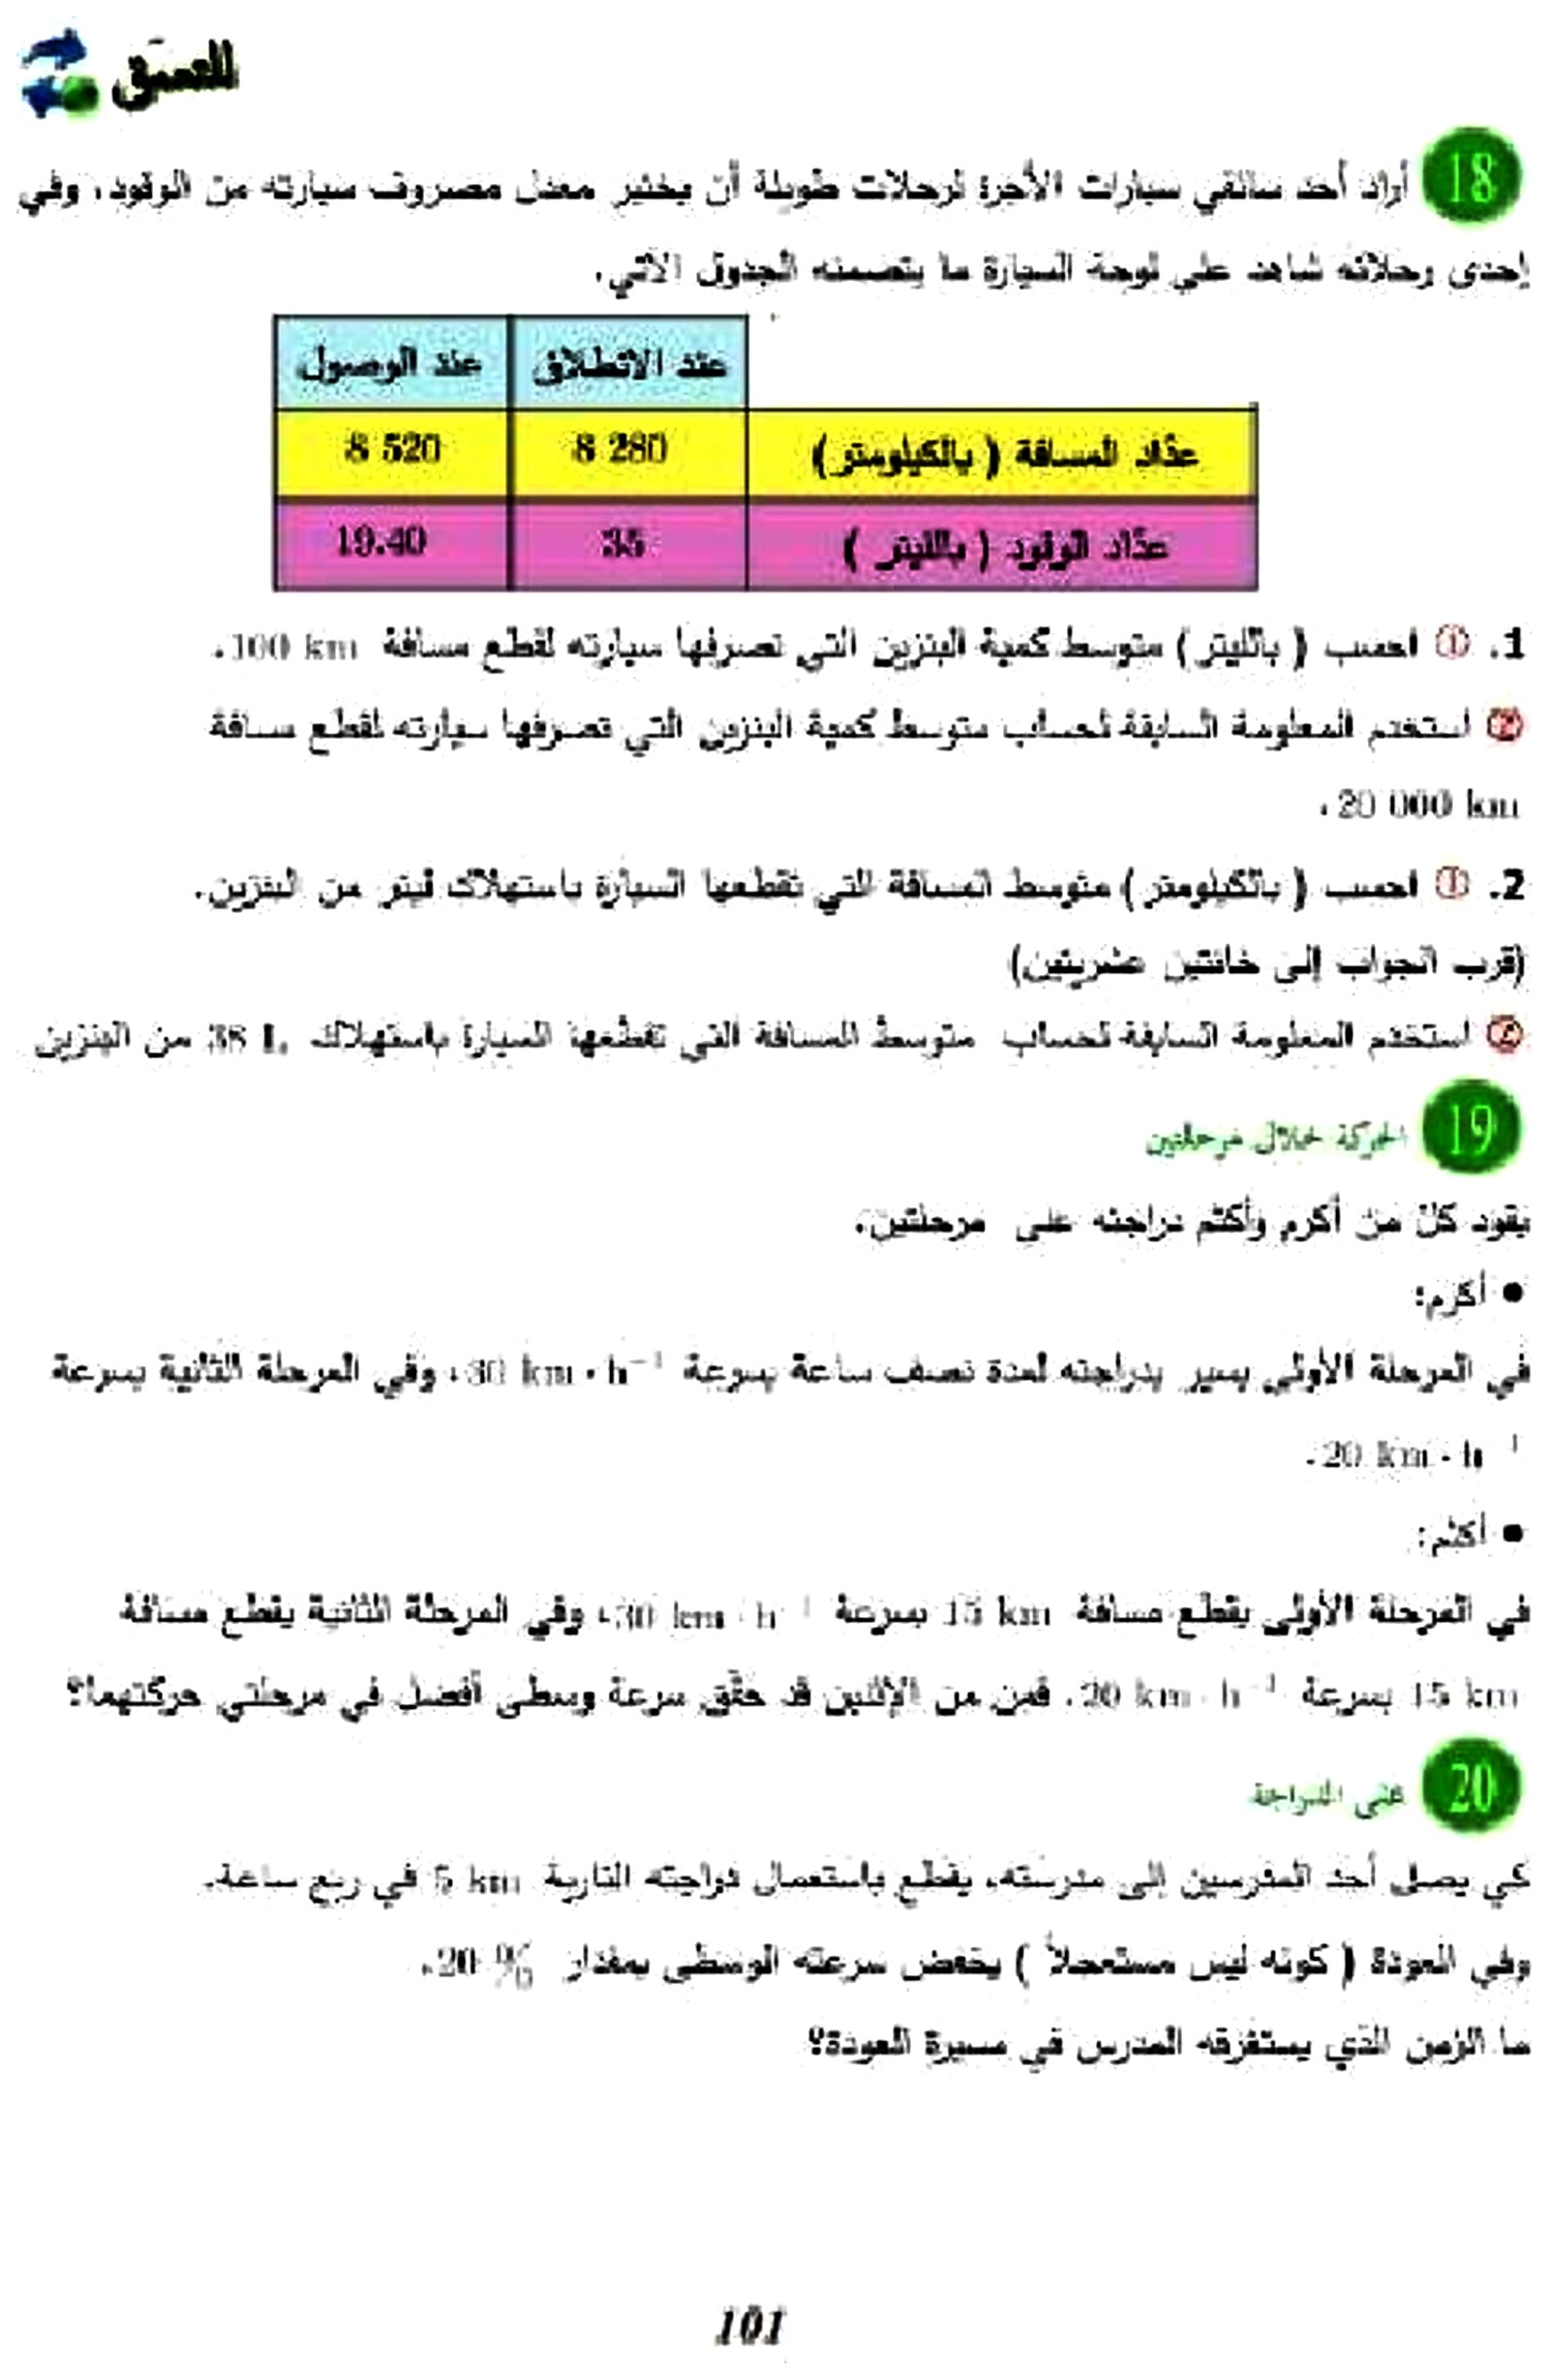 للتعمّق
18 أراد أحد سائقي سيارات الأجرة لرحلات طويلة أن يختبر معدل مصروف سيارته من الوقود، وفي
إحدى رحلاته شاهد على لوحة السيارة ما يتضمنه الجدول الآتي.
عند الانطلاق عند الوصول
عدّاد المسافة ( بالكيلومتر) 8 280 8 520
عدّاد الوقود ( بالليتر ) 35 19.40
1. ① احسب ( بالليتر ) متوسط كمية البنزين التي تصرفها سيارته لقطع مسافة 100 km.
② استخدم المعلومة السابقة لحساب متوسط كمية البنزين التي تصرفها سيارته لقطع مسافة
20 000 km.
2. ① احسب ( بالكيلومتر ) متوسط المسافة التي تقطعها السيارة باستهلاك ليتر من البنزين.
(قرب الجواب إلى خانتين عشريتين)
② استخدم المعلومة السابقة لحساب متوسط المسافة التي تقطعها السيارة باستهلاك 38 L من البنزين
19 الحركة خلال مرحلتين
يقود كل من أكرم وأكثم دراجته على مرحلتين.
• أكرم:
في المرحلة الأولى يسير بدراجته لمدة نصف ساعة بسرعة 30 km · h⁻¹، وفي المرحلة الثانية بسرعة
20 km · h⁻¹.
• أكثم:
في المرحلة الأولى يقطع مسافة 15 km بسرعة 30 km · h⁻¹، وفي المرحلة الثانية يقطع مسافة
15 km بسرعة 20 km · h⁻¹. فمن من الإثنين قد حقّق سرعة وسطى أفضل في مرحلتي حركتهما؟
20 على الدراجة
كي يصل أحد المدرسين إلى مدرسته، يقطع باستعمال دراجته النارية 5 km في ربع ساعة.
وفي العودة ( كونه ليس مستعجلاً ) يخفض سرعته الوسطى بمقدار 20 %.
ما الزمن الذي يستغرقه المدرس في مسيرة العودة؟
101